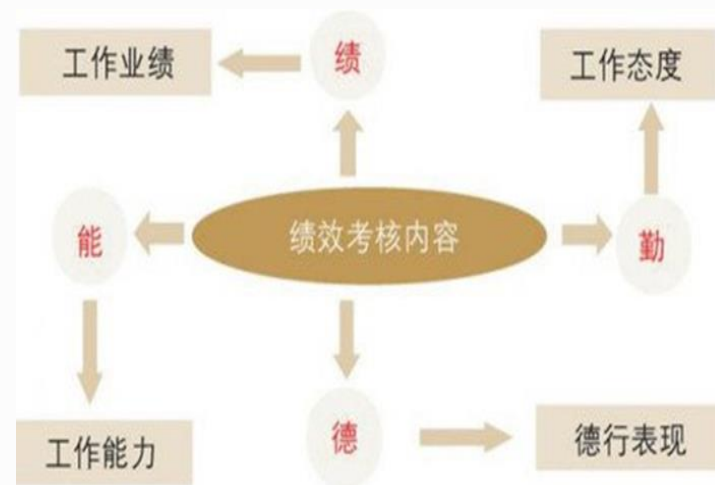 工作业绩
绩
工作态度
能
绩效考核内容
勤
工作能力
德
德行表现